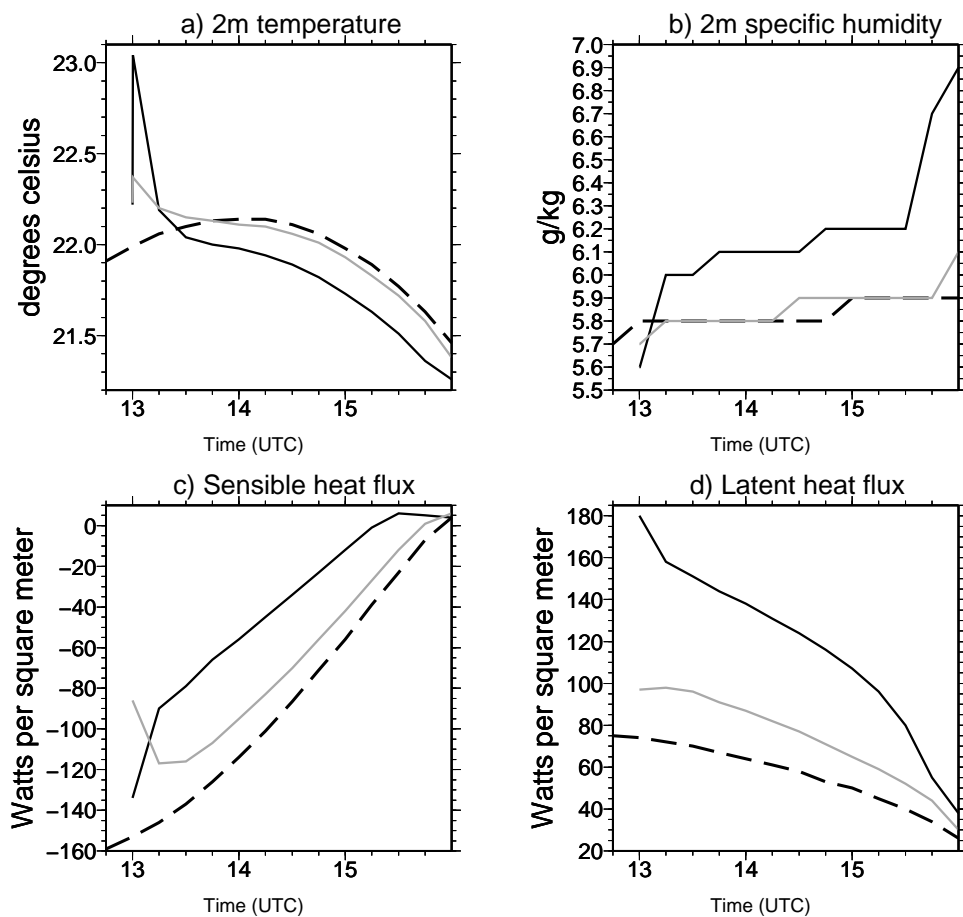 a) 2m temperature
degrees celsius
23.0
22.5
22.0
21.5
13 14 15
Time (UTC)
b) 2m specific humidity
g/kg
7.0
6.9
6.8
6.7
6.6
6.5
6.4
6.3
6.2
6.1
6.0
5.9
5.8
5.7
5.6
5.5
13 14 15
Time (UTC)
c) Sensible heat flux
Watts per square meter
0
−20
−40
−60
−80
−100
−120
−140
−160
13 14 15
Time (UTC)
d) Latent heat flux
Watts per square meter
180
160
140
120
100
80
60
40
20
13 14 15
Time (UTC)